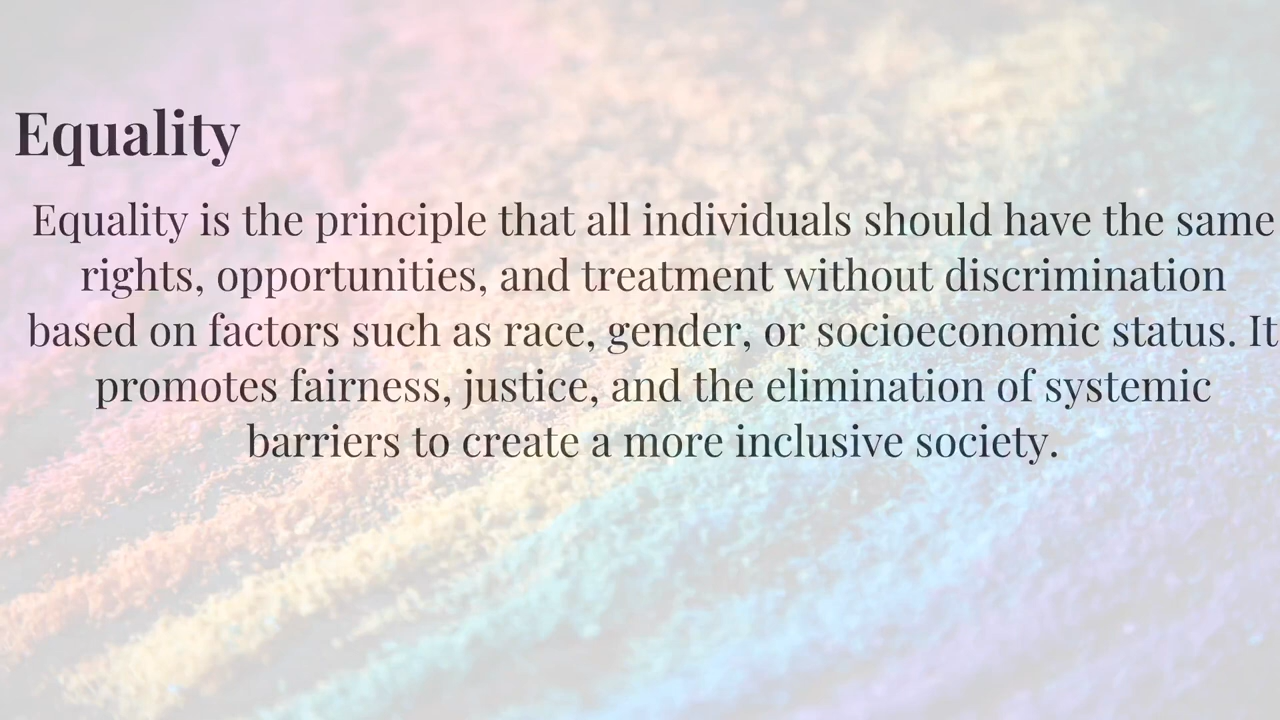 Equality
Equality is the principle that all individuals should have the same
rights, opportunities, and treatment without discrimination
based on factors such as race, gender, or socioeconomic status. It
promotes fairness, justice, and the elimination of systemic
barriers to create a more inclusive society.